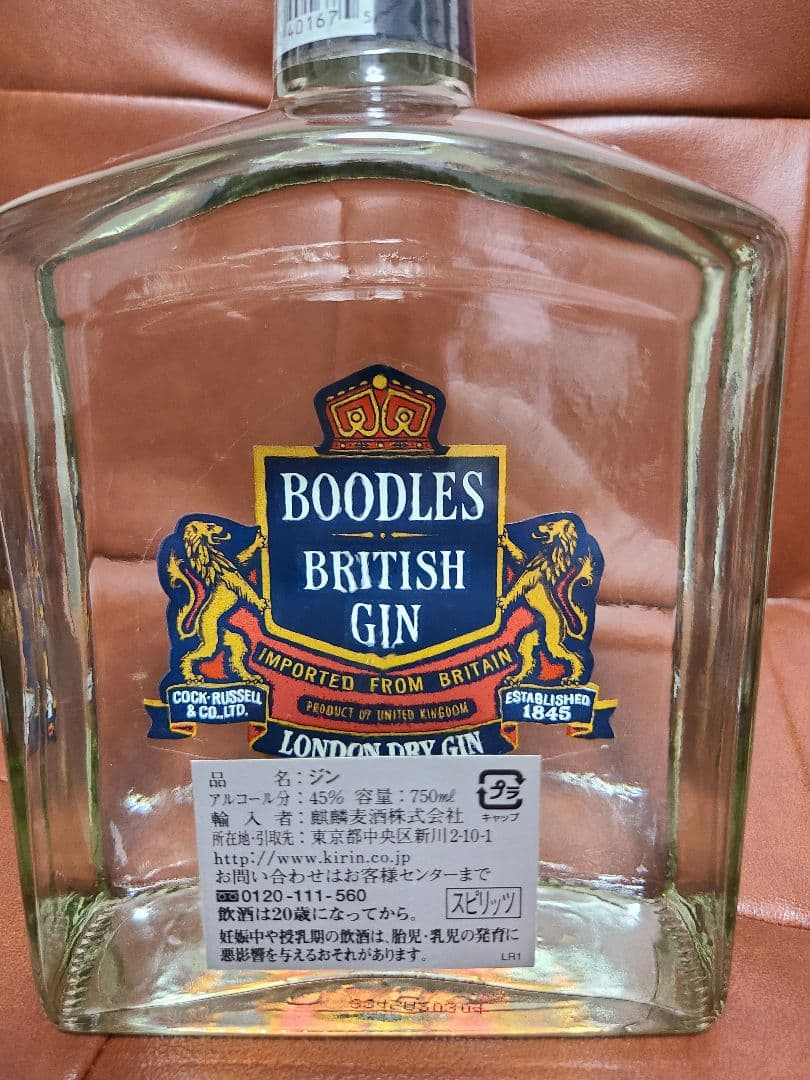 40167 5
BOODLES
BRITISH
GIN
IMPORTED FROM BRITAIN
COCK·RUSSELL
& CO., LTD.
PRODUCT OF UNITED KINGDOM
ESTABLISHED
1845
LONDON DRY GIN
品 名:ジン
アルコール分:45% 容量:750㎖
プラ
キャップ
輸 入 者:麒麟麦酒株式会社
所在地・引取先:東京都中央区新川2-10-1
http://www.kirin.co.jp
お問い合わせはお客様センターまで
0120-111-560
飲酒は20歳になってから。
スピリッツ
妊娠中や授乳期の飲酒は、胎児・乳児の発育に
悪影響を与えるおそれがあります。
LR1